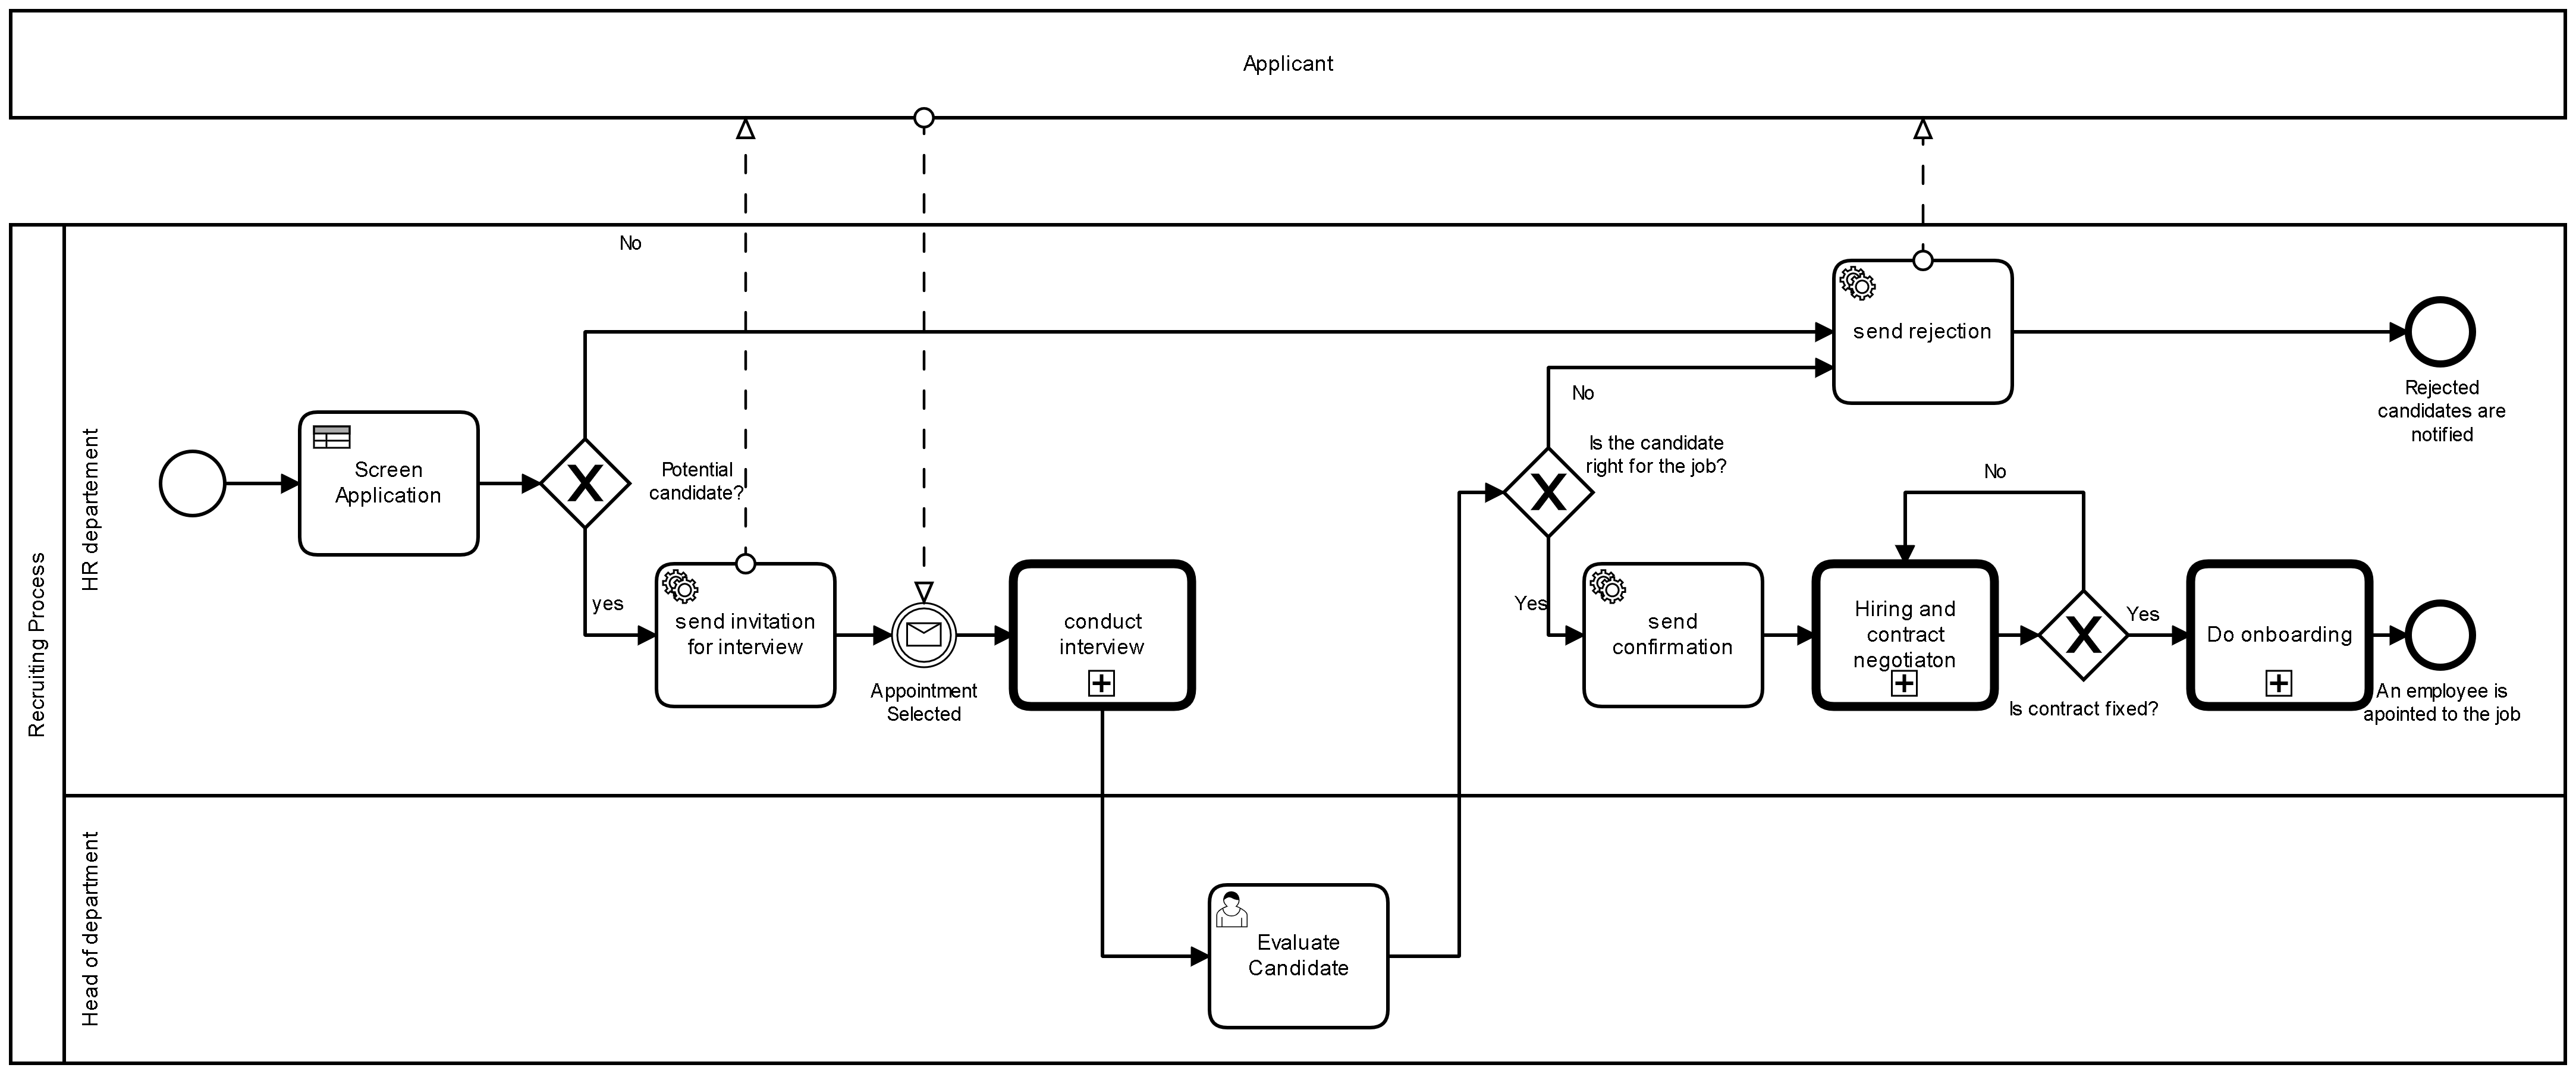 Applicant
Recruiting Process
HR departement
Head of department
No
Screen
Application
Potential
candidate?
yes
send invitation
for interview
Appointment
Selected
conduct
interview
Evaluate
Candidate
Is the candidate
right for the job?
No
Yes
send rejection
Rejected
candidates are
notified
send
confirmation
Hiring and
contract
negotiaton
No
Is contract fixed?
Yes
Do onboarding
An employee is
apointed to the job